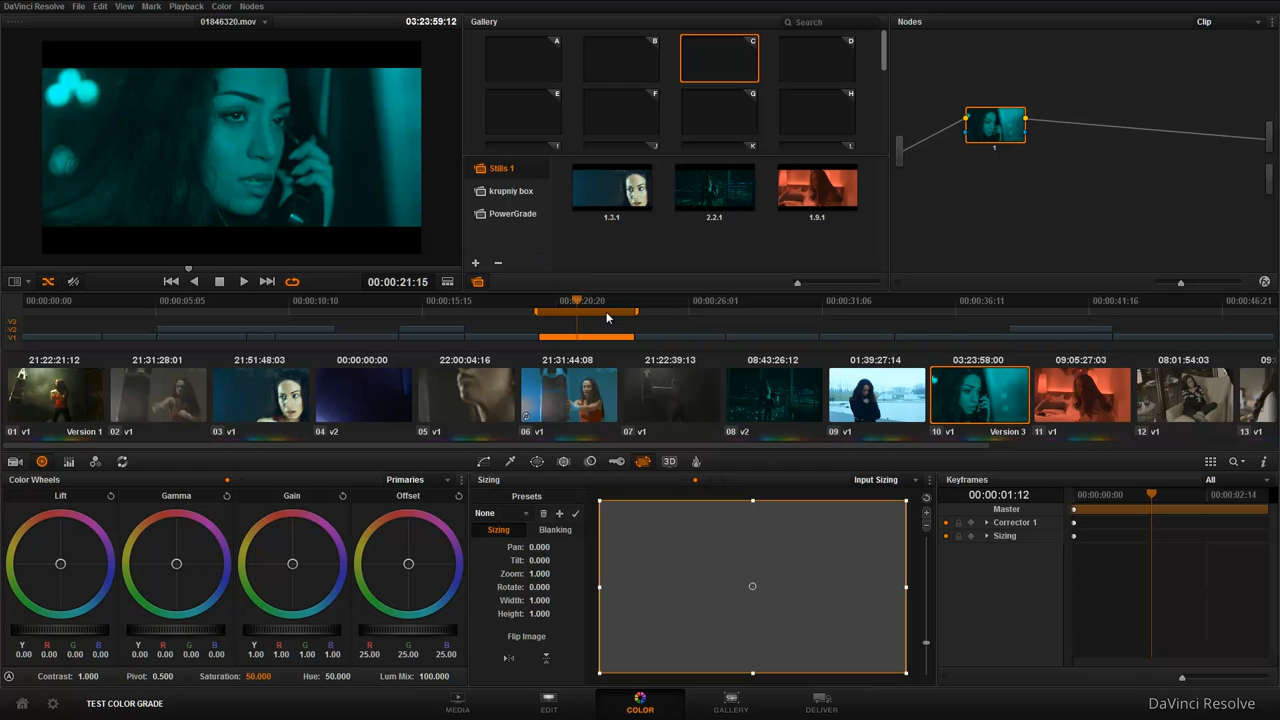 DaVinci Resolve File Edit View Mark Playback Color Nodes
01846320.mov 03:23:59:12 Gallery Search Nodes Clip
A B C D
E F G H
I J K L
Stills 1
krupniy box
PowerGrade
1.3.1 2.2.1 1.9.1
1
00:00:21:15
00:00:00:00 00:00:05:05 00:00:10:10 00:00:15:15 00:00:20:20 00:00:26:01 00:00:31:06 00:00:36:11 00:00:41:16 00:00:46:21
V3
V2
V1
21:22:21:12 21:31:28:01 21:51:48:03 00:00:00:00 22:00:04:16 21:31:44:08 21:22:39:13 08:43:26:12 01:39:27:14 03:23:58:00 09:05:27:03 08:01:54:03 09:
01 v1 Version 1 02 v1 03 v1 04 v2 05 v1 06 v1 07 v1 08 v2 09 v1 10 v1 Version 3 11 v1 12 v1 13 v1
3D
Color Wheels Primaries Sizing Input Sizing Keyframes All
Lift Gamma Gain Offset
Presets
None
Sizing Blanking
Pan: 0.000
Tilt: 0.000
Zoom: 1.000
Rotate: 0.000
Width: 1.000
Height: 1.000
Flip Image
00:00:01:12 00:00:00:00 00:00:02:14
Master
Corrector 1
Sizing
Y R G B Y R G B Y R G B R G B
0.00 0.00 0.00 0.00 0.00 0.00 0.00 0.00 1.00 1.00 1.00 1.00 25.00 25.00 25.00
A Contrast: 1.000 Pivot: 0.500 Saturation: 50.000 Hue: 50.000 Lum Mix: 100.000
TEST COLOR GRADE MEDIA EDIT COLOR GALLERY DELIVER DaVinci Resolve